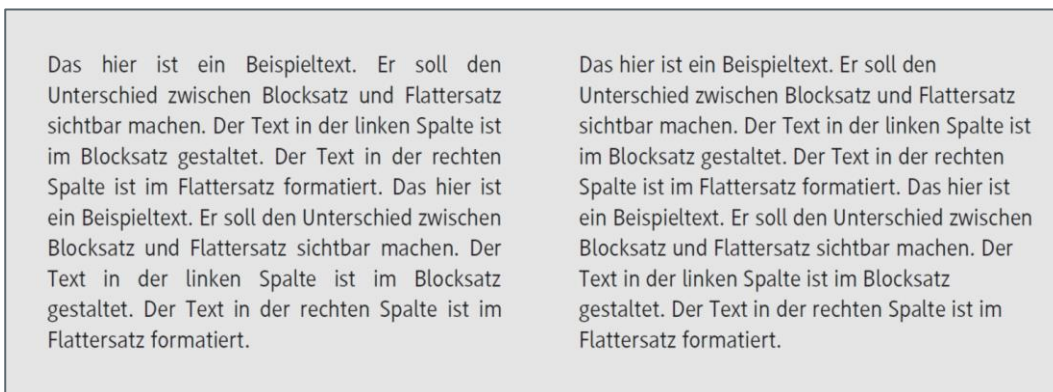 Das hier ist ein Beispieltext. Er soll den
Unterschied zwischen Blocksatz und Flattersatz
sichtbar machen. Der Text in der linken Spalte ist
im Blocksatz gestaltet. Der Text in der rechten
Spalte ist im Flattersatz formatiert. Das hier ist
ein Beispieltext. Er soll den Unterschied zwischen
Blocksatz und Flattersatz sichtbar machen. Der
Text in der linken Spalte ist im Blocksatz
gestaltet. Der Text in der rechten Spalte ist im
Flattersatz formatiert.
Das hier ist ein Beispieltext. Er soll den
Unterschied zwischen Blocksatz und Flattersatz
sichtbar machen. Der Text in der linken Spalte ist
im Blocksatz gestaltet. Der Text in der rechten
Spalte ist im Flattersatz formatiert. Das hier ist
ein Beispieltext. Er soll den Unterschied zwischen
Blocksatz und Flattersatz sichtbar machen. Der
Text in der linken Spalte ist im Blocksatz
gestaltet. Der Text in der rechten Spalte ist im
Flattersatz formatiert.